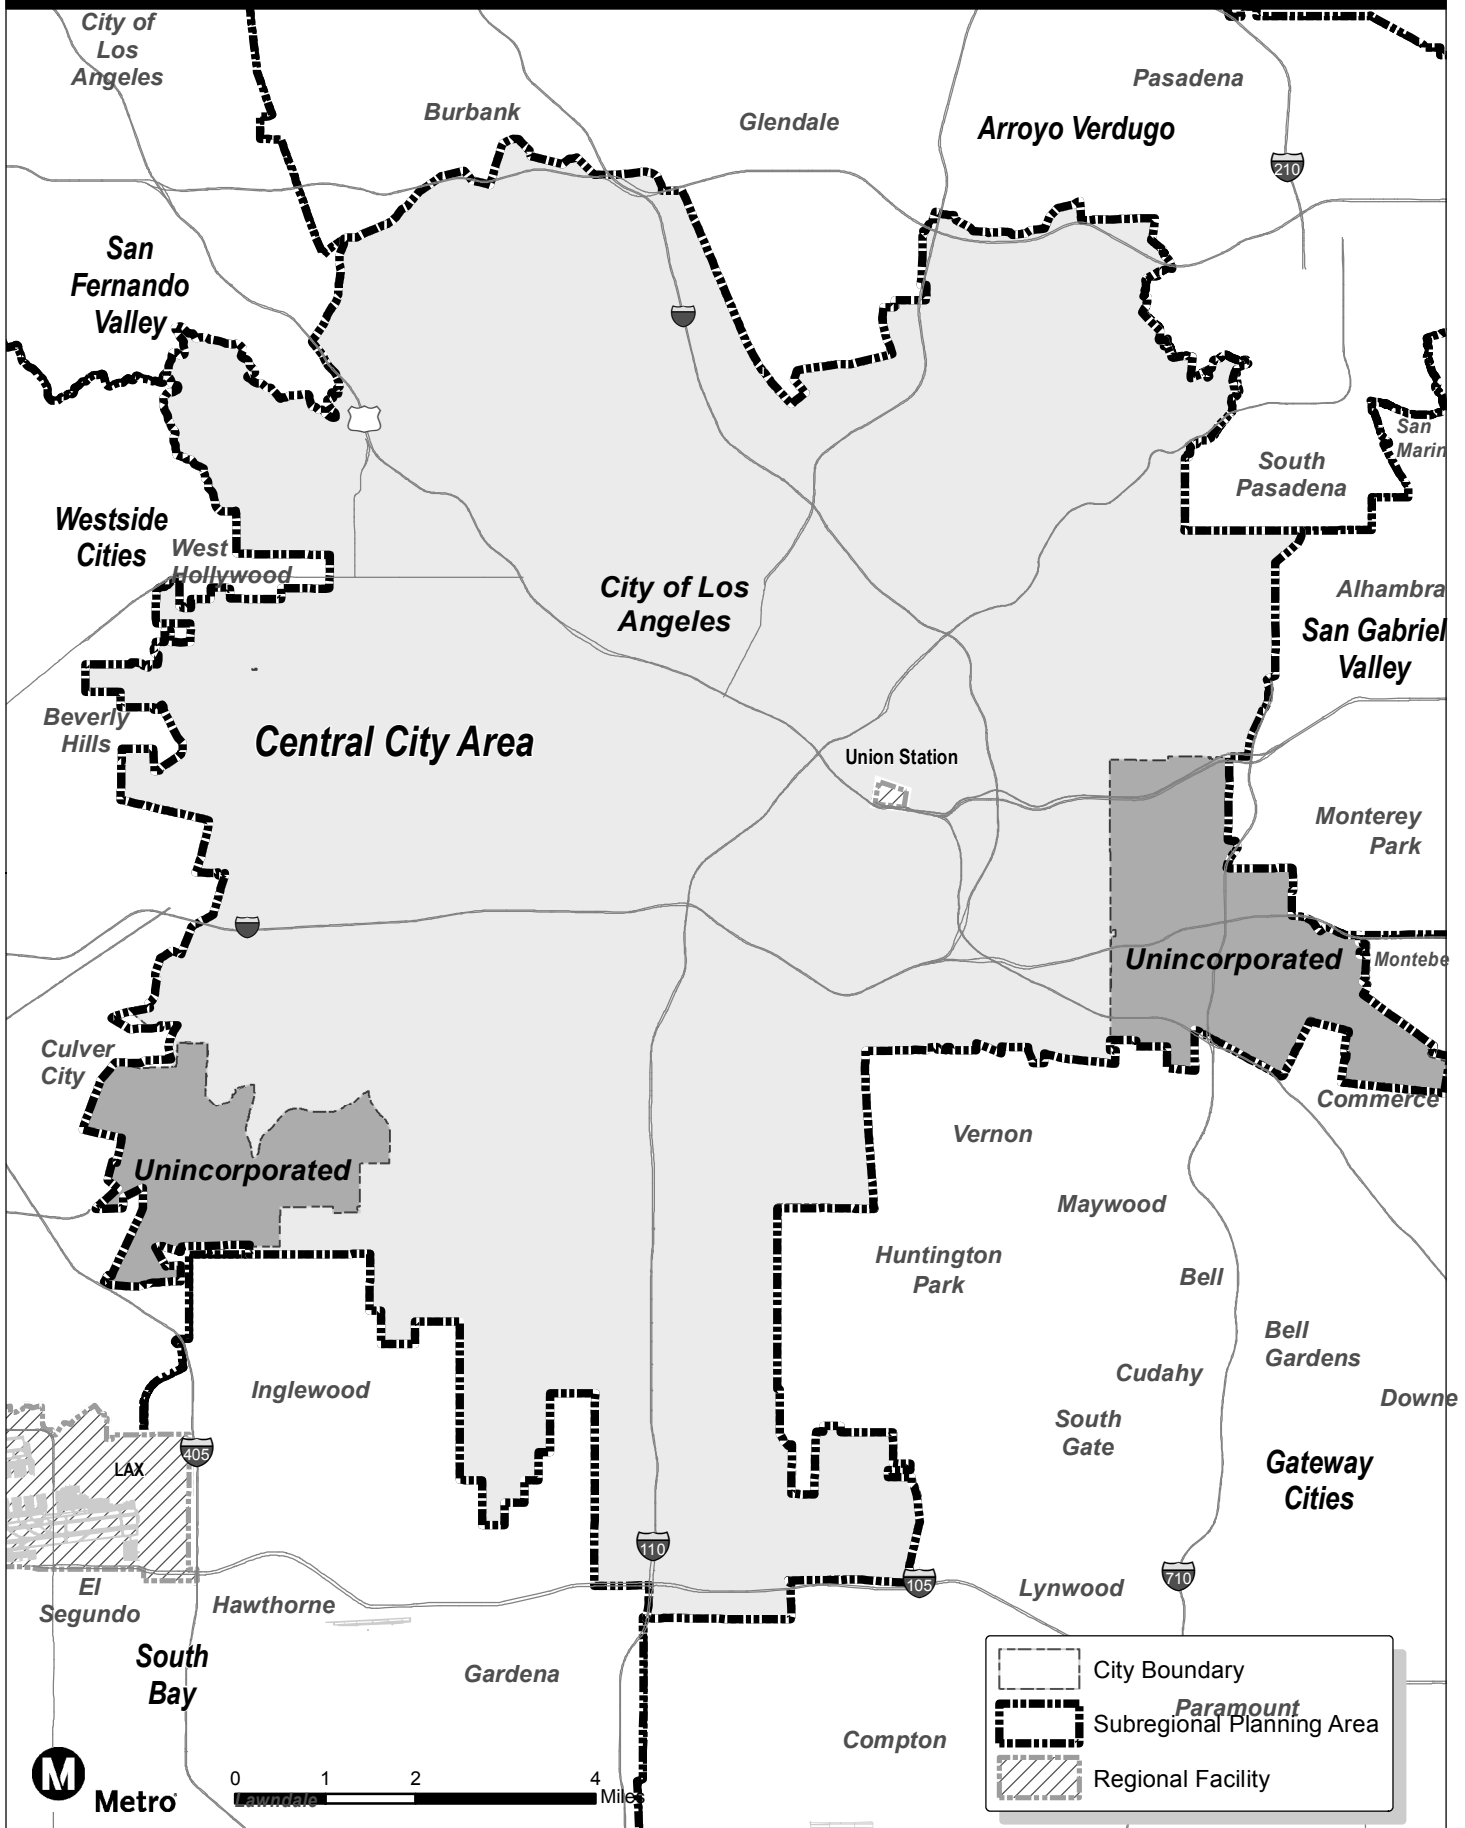 City of
Los
Angeles
Burbank
Glendale
Pasadena
Arroyo Verdugo
210
San
Fernando
Valley
San
Marin
South
Pasadena
Westside
Cities
West
Hollywood
City of Los
Angeles
Alhambra
San Gabriel
Valley
Beverly
Hills
Central City Area
Union Station
Monterey
Park
Unincorporated
Montebe
Culver
City
Commerce
Vernon
Unincorporated
Maywood
Huntington
Park
Bell
Bell
Gardens
Inglewood
Cudahy
Downe
South
Gate
405
LAX
Gateway
Cities
110
105
710
El
Segundo
Hawthorne
Lynwood
South
Bay
Gardena
City Boundary
Paramount
Subregional Planning Area
Compton
Regional Facility
M
Metro
0 1 2 4
Miles
Lawndale